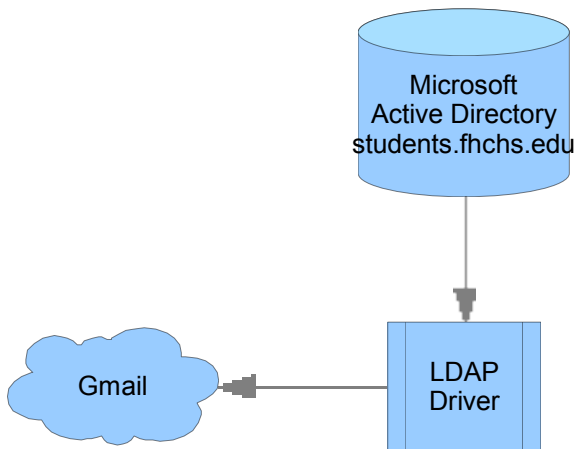 Microsoft
Active Directory
students.fhchs.edu
Gmail
LDAP
Driver